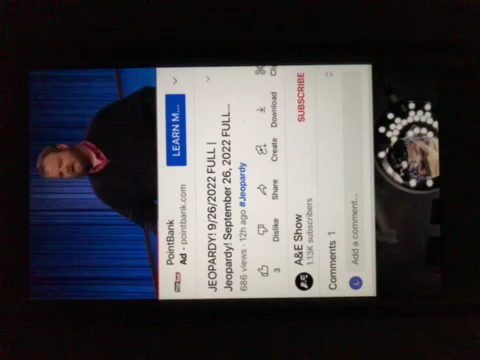 PointBank
Ad · pointbank.com
LEARN M...
JEOPARDY! 9/26/2022 FULL |
Jeopardy! September 26, 2022 FULL...
686 views · 12h ago #Jeopardy
3
Dislike
Share
Create
Download
A&E Show
1.13K subscribers
SUBSCRIBE
Comments 1
L
Add a comment...